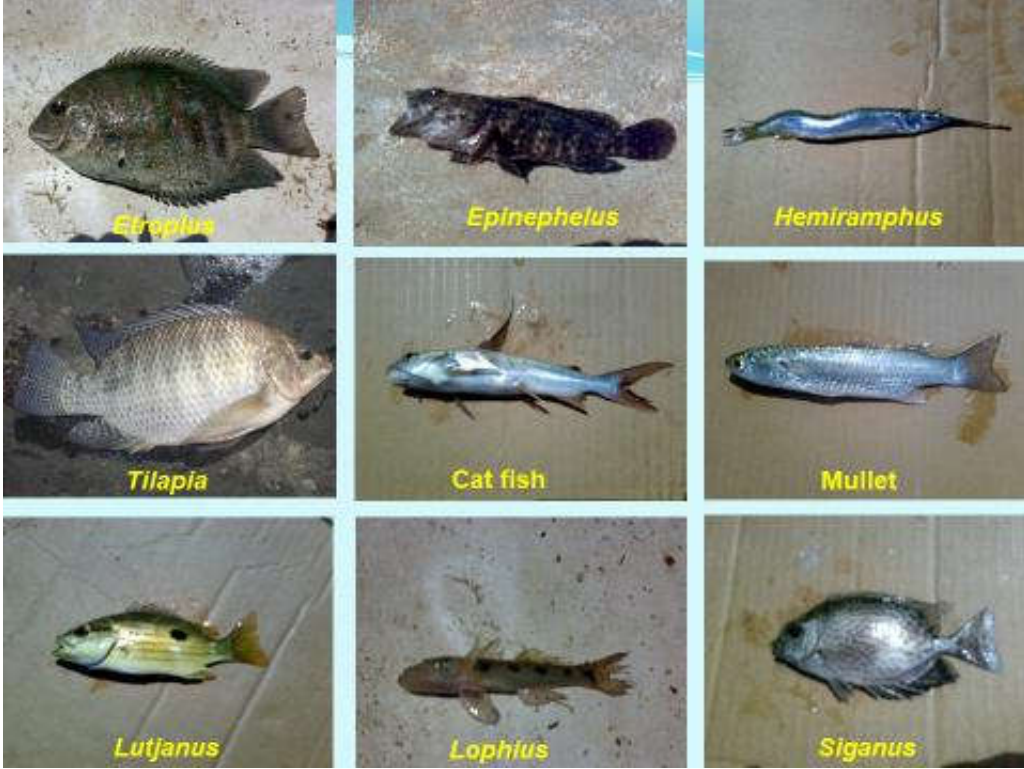 Etroplus
Epinephelus
Hemiramphus
Tilapia
Cat fish
Mullet
Lutjanus
Lophius
Siganus